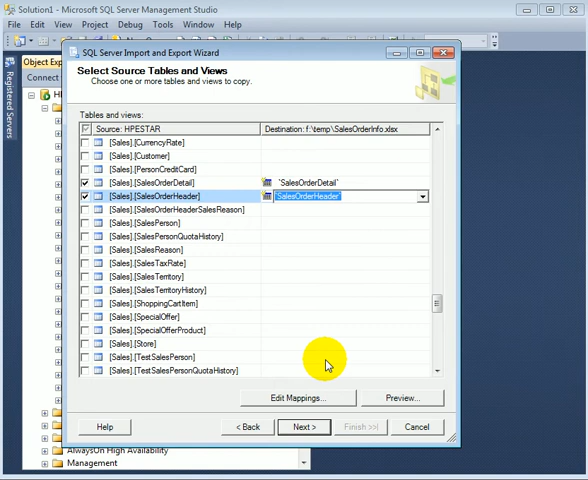 Solution1 - Microsoft SQL Server Management Studio
File Edit View Project Debug Tools Window Help
Registered Servers
Object Expl
Connect
SQL Server Import and Export Wizard
Select Source Tables and Views
Choose one or more tables and views to copy.
Tables and views:
Source: HPESTAR Destination: f:\temp\SalesOrderInfo.xlsx
[Sales].[CurrencyRate]
[Sales].[Customer]
[Sales].[PersonCreditCard]
[Sales].[SalesOrderDetail] `SalesOrderDetail`
[Sales].[SalesOrderHeader] `SalesOrderHeader`
[Sales].[SalesOrderHeaderSalesReason]
[Sales].[SalesPerson]
[Sales].[SalesPersonQuotaHistory]
[Sales].[SalesReason]
[Sales].[SalesTaxRate]
[Sales].[SalesTerritory]
[Sales].[SalesTerritoryHistory]
[Sales].[ShoppingCartItem]
[Sales].[SpecialOffer]
[Sales].[SpecialOfferProduct]
[Sales].[Store]
[Sales].[TestSalesPerson]
[Sales].[TestSalesPersonQuotaHistory]
Edit Mappings... Preview...
Help < Back Next > Finish >>| Cancel
AlwaysOn High Availability
Management